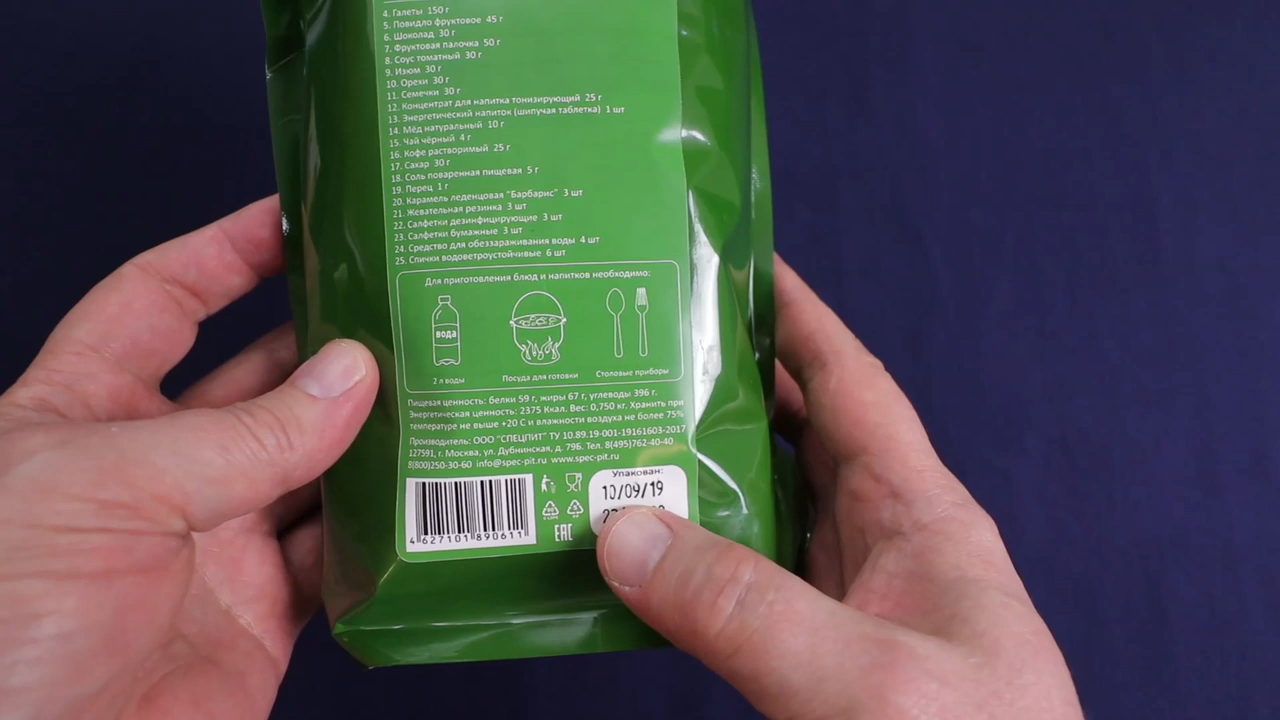 4. Галеты 150 г
5. Повидло фруктовое 45 г
6. Шоколад 30 г
7. Фруктовая палочка 50 г
8. Соус томатный 30 г
9. Изюм 30 г
10. Орехи 30 г
11. Семечки 30 г
12. Концентрат для напитка тонизирующий 25 г
13. Энергетический напиток (шипучая таблетка) 1 шт
14. Мёд натуральный 10 г
15. Чай чёрный 4 г
16. Кофе растворимый 25 г
17. Сахар 30 г
18. Соль поваренная пищевая 5 г
19. Перец 1 г
20. Карамель леденцовая "Барбарис" 3 шт
21. Жевательная резинка 3 шт
22. Салфетки дезинфицирующие 3 шт
23. Салфетки бумажные 3 шт
24. Средство для обеззараживания воды 4 шт
25. Спички водоветроустойчивые 6 шт
Для приготовления блюд и напитков необходимо:
вода
2 л воды Посуда для готовки Столовые приборы
Пищевая ценность: белки 59 г, жиры 67 г, углеводы 396 г.
Энергетическая ценность: 2375 Ккал. Вес: 0,750 кг. Хранить при
температуре не выше +20 С и влажности воздуха не более 75%
Производитель: ООО "СПЕЦПИТ" ТУ 10.89.19-001-19161603-2017
127591, г. Москва, ул. Дубнинская, д. 79Б. Тел. 8(495)762-40-40
8(800)250-30-60 info@spec-pit.ru www.spec-pit.ru
Упакован:
10/09/19
4 627101 890611
EAC